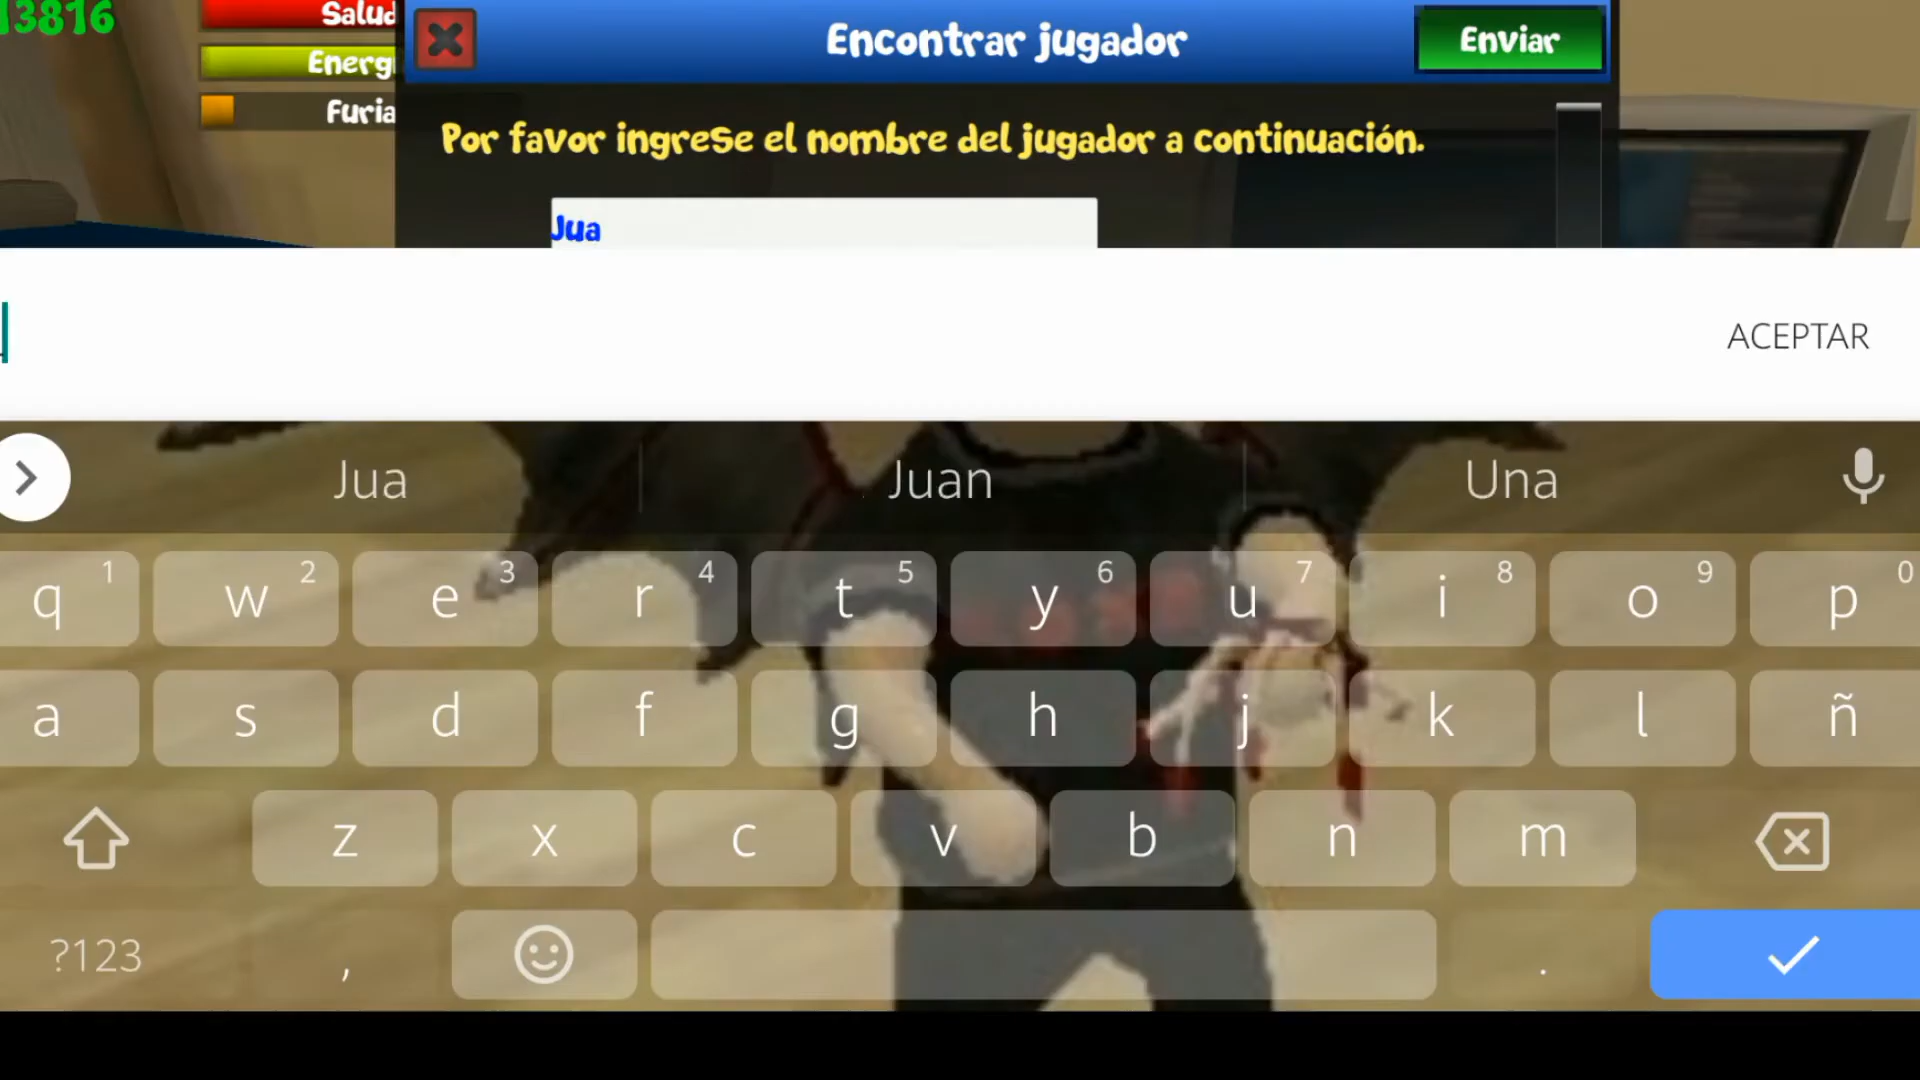 13816
Salud
Energ
Furia
Encontrar jugador
Enviar
Por favor ingrese el nombre del jugador a continuación.
Jua
ACEPTAR
Jua Juan Una
q 1 w 2 e 3 r 4 t 5 y 6 u 7 i 8 o 9 p 0
a s d f g h j k l ñ
z x c v b n m
?123 , .